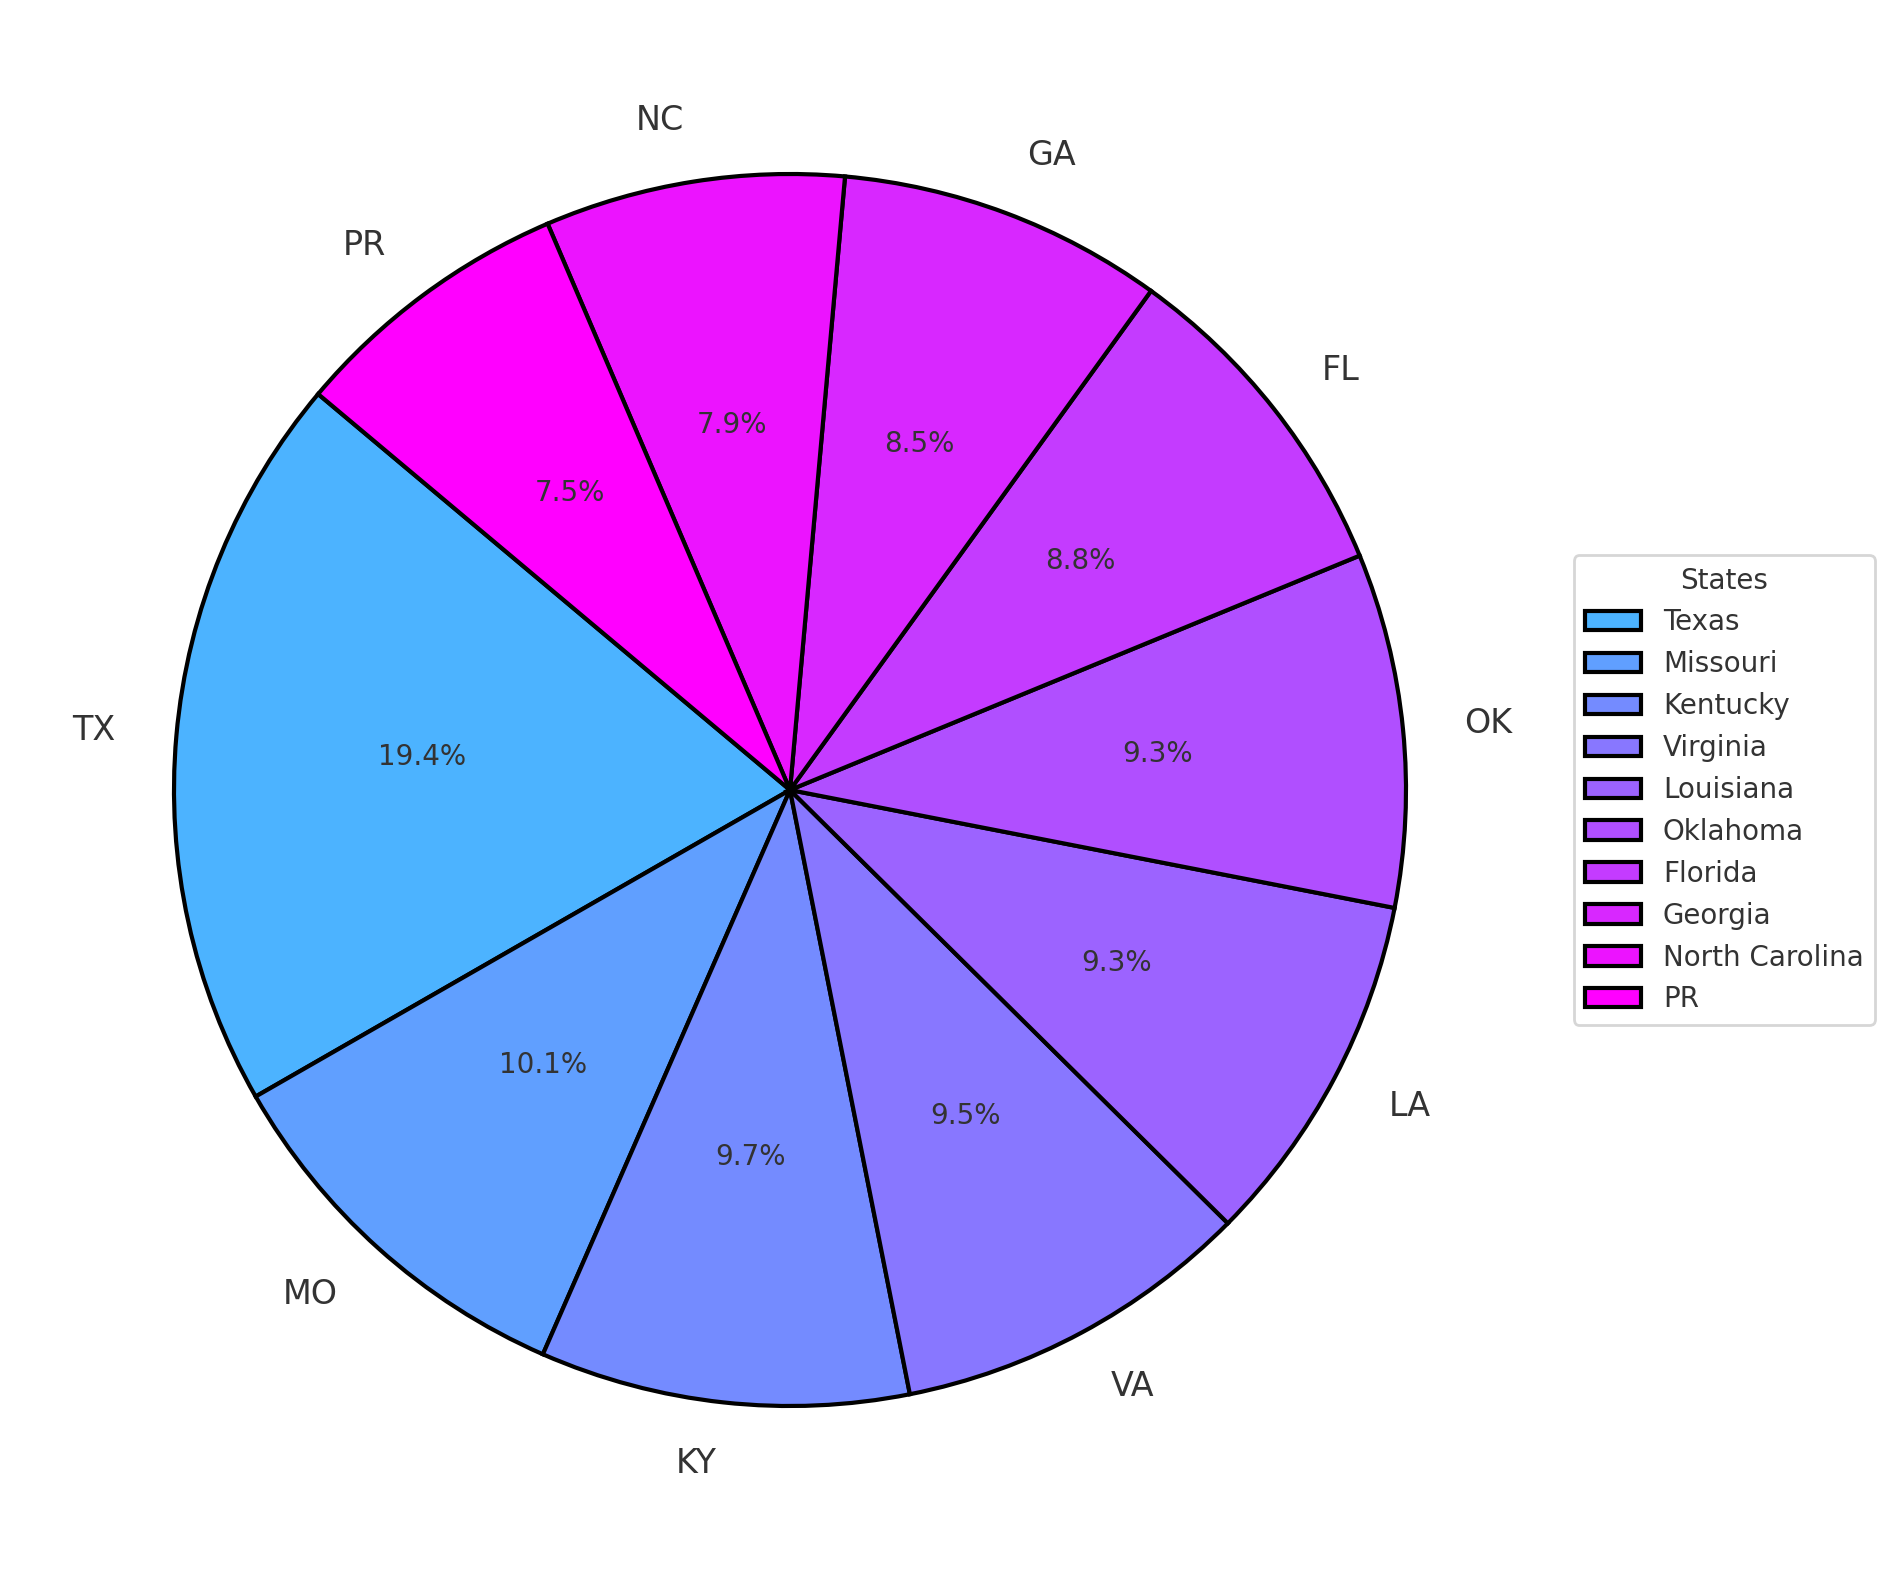 NC
GA
PR
FL
7.9%
8.5%
7.5%
8.8%
States
Texas
Missouri
Kentucky
Virginia
Louisiana
Oklahoma
Florida
Georgia
North Carolina
PR
OK
TX
19.4%
9.3%
9.3%
10.1%
9.5%
LA
9.7%
MO
VA
KY